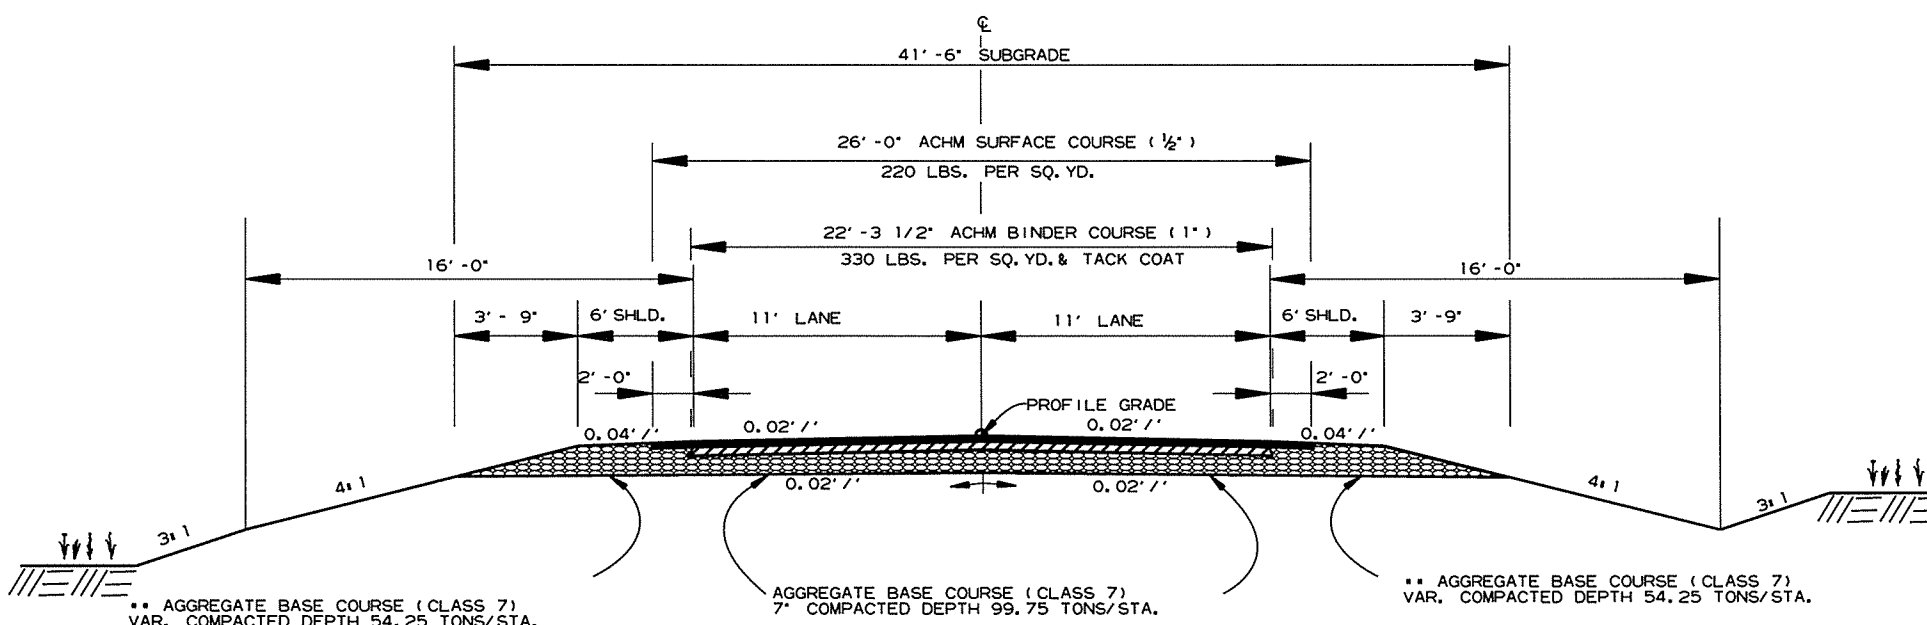 ℄
41'-6" SUBGRADE
26'-0" ACHM SURFACE COURSE (½")
220 LBS. PER SQ.YD.
22'-3 1/2" ACHM BINDER COURSE (1")
330 LBS. PER SQ.YD.& TACK COAT
16'-0"
16'-0"
3'-9"
6' SHLD.
11' LANE
11' LANE
6' SHLD.
3'-9"
2'-0"
2'-0"
PROFILE GRADE
0.04'/'
0.02'/'
0.02'/'
0.04'/'
4:1
0.02'/'
0.02'/'
4:1
3:1
3:1
** AGGREGATE BASE COURSE (CLASS 7)
VAR. COMPACTED DEPTH 54.25 TONS/STA.
AGGREGATE BASE COURSE (CLASS 7)
7" COMPACTED DEPTH 99.75 TONS/STA.
** AGGREGATE BASE COURSE (CLASS 7)
VAR. COMPACTED DEPTH 54.25 TONS/STA.